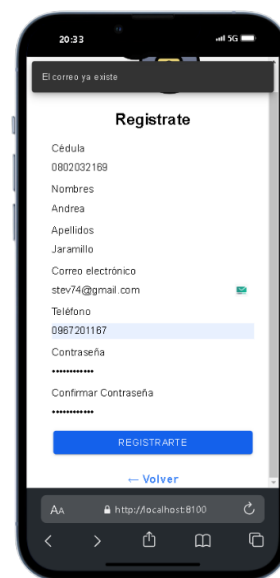 20:33
5G
El correo ya existe
Registrate
Cédula
0802032169
Nombres
Andrea
Apellidos
Jaramillo
Correo electrónico
stev74@gmail.com
Teléfono
0967201167
Contraseña
••••••••••••
Confirmar Contraseña
••••••••••••
REGISTRARTE
← Volver
AA http://localhost:8100